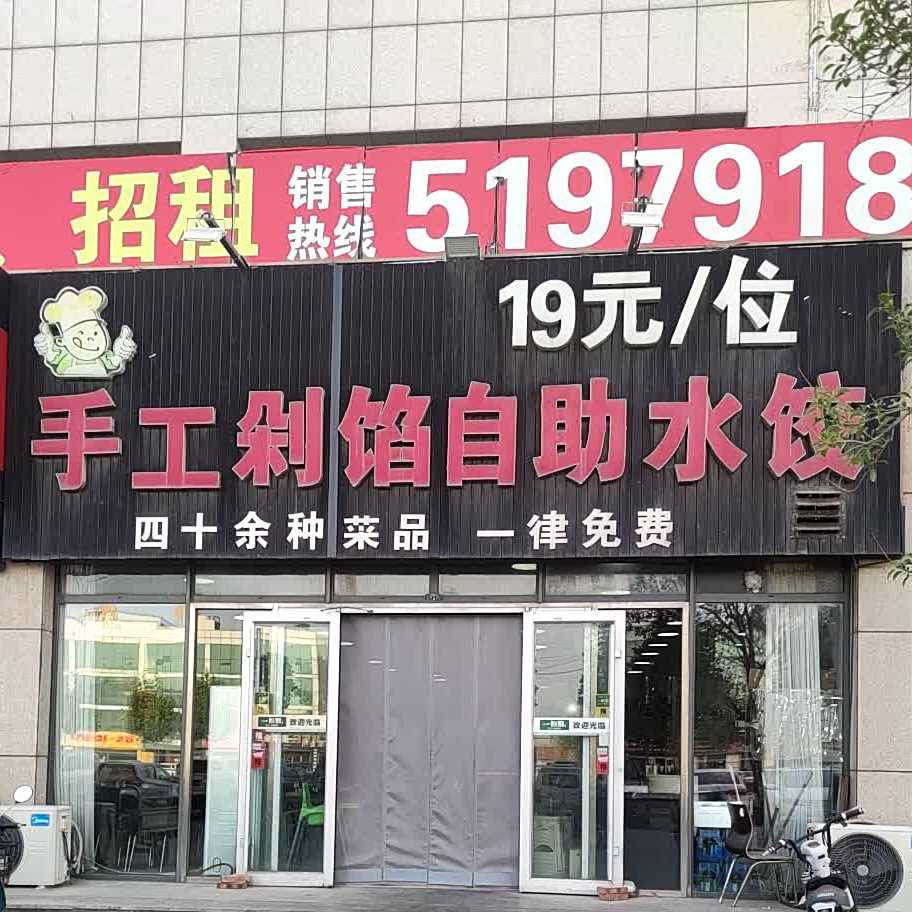 招租 销售热线 5197918
19元/位
手工剁馅自助水饺
四十余种菜品 一律免费
欢迎光临 欢迎光临